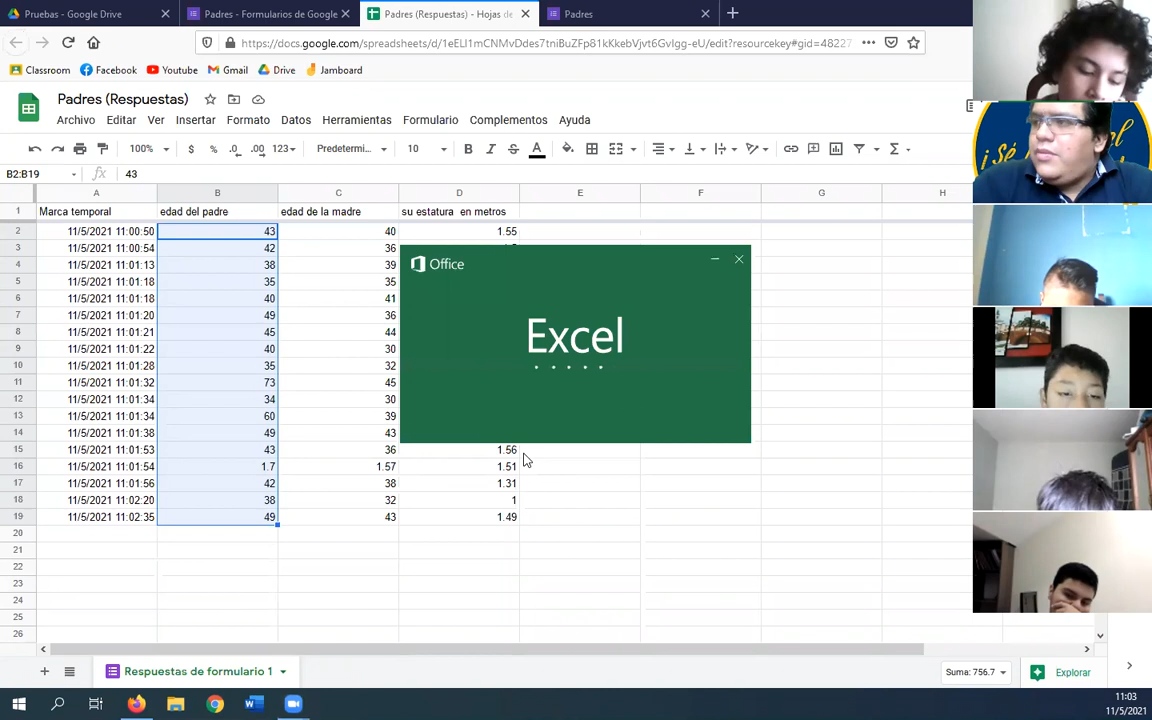 Pruebas - Google Drive
Padres - Formularios de Google
Padres (Respuestas) - Hojas de
Padres
https://docs.google.com/spreadsheets/d/1eELI1mCNMvDdes7tniBuZFp81kKkebVjvt6GvIgg-eU/edit?resourcekey#gid=48227
Classroom Facebook Youtube Gmail Drive Jamboard
Padres (Respuestas)
Archivo Editar Ver Insertar Formato Datos Herramientas Formulario Complementos Ayuda
100% $ % .0 .00 123 Predetermi... 10 B I S A
B2:B19 fx 43
A B C D E F G H
1 Marca temporal edad del padre edad de la madre su estatura en metros
2 11/5/2021 11:00:50 43 40 1.55
3 11/5/2021 11:00:54 42 36
4 11/5/2021 11:01:13 38 39
5 11/5/2021 11:01:18 35 35
6 11/5/2021 11:01:18 40 41
7 11/5/2021 11:01:20 49 36
8 11/5/2021 11:01:21 45 44
9 11/5/2021 11:01:22 40 30
10 11/5/2021 11:01:28 35 32
11 11/5/2021 11:01:32 73 45
12 11/5/2021 11:01:34 34 30
13 11/5/2021 11:01:34 60 39
14 11/5/2021 11:01:38 49 43
15 11/5/2021 11:01:53 43 36 1.56
16 11/5/2021 11:01:54 1.7 1.57 1.51
17 11/5/2021 11:01:56 42 38 1.31
18 11/5/2021 11:02:20 38 32 1
19 11/5/2021 11:02:35 49 43 1.49
20
21
22
23
24
25
26
Office
Excel
¡Sé
Respuestas de formulario 1
Suma: 756.7
Explorar
11:03
11/5/2021